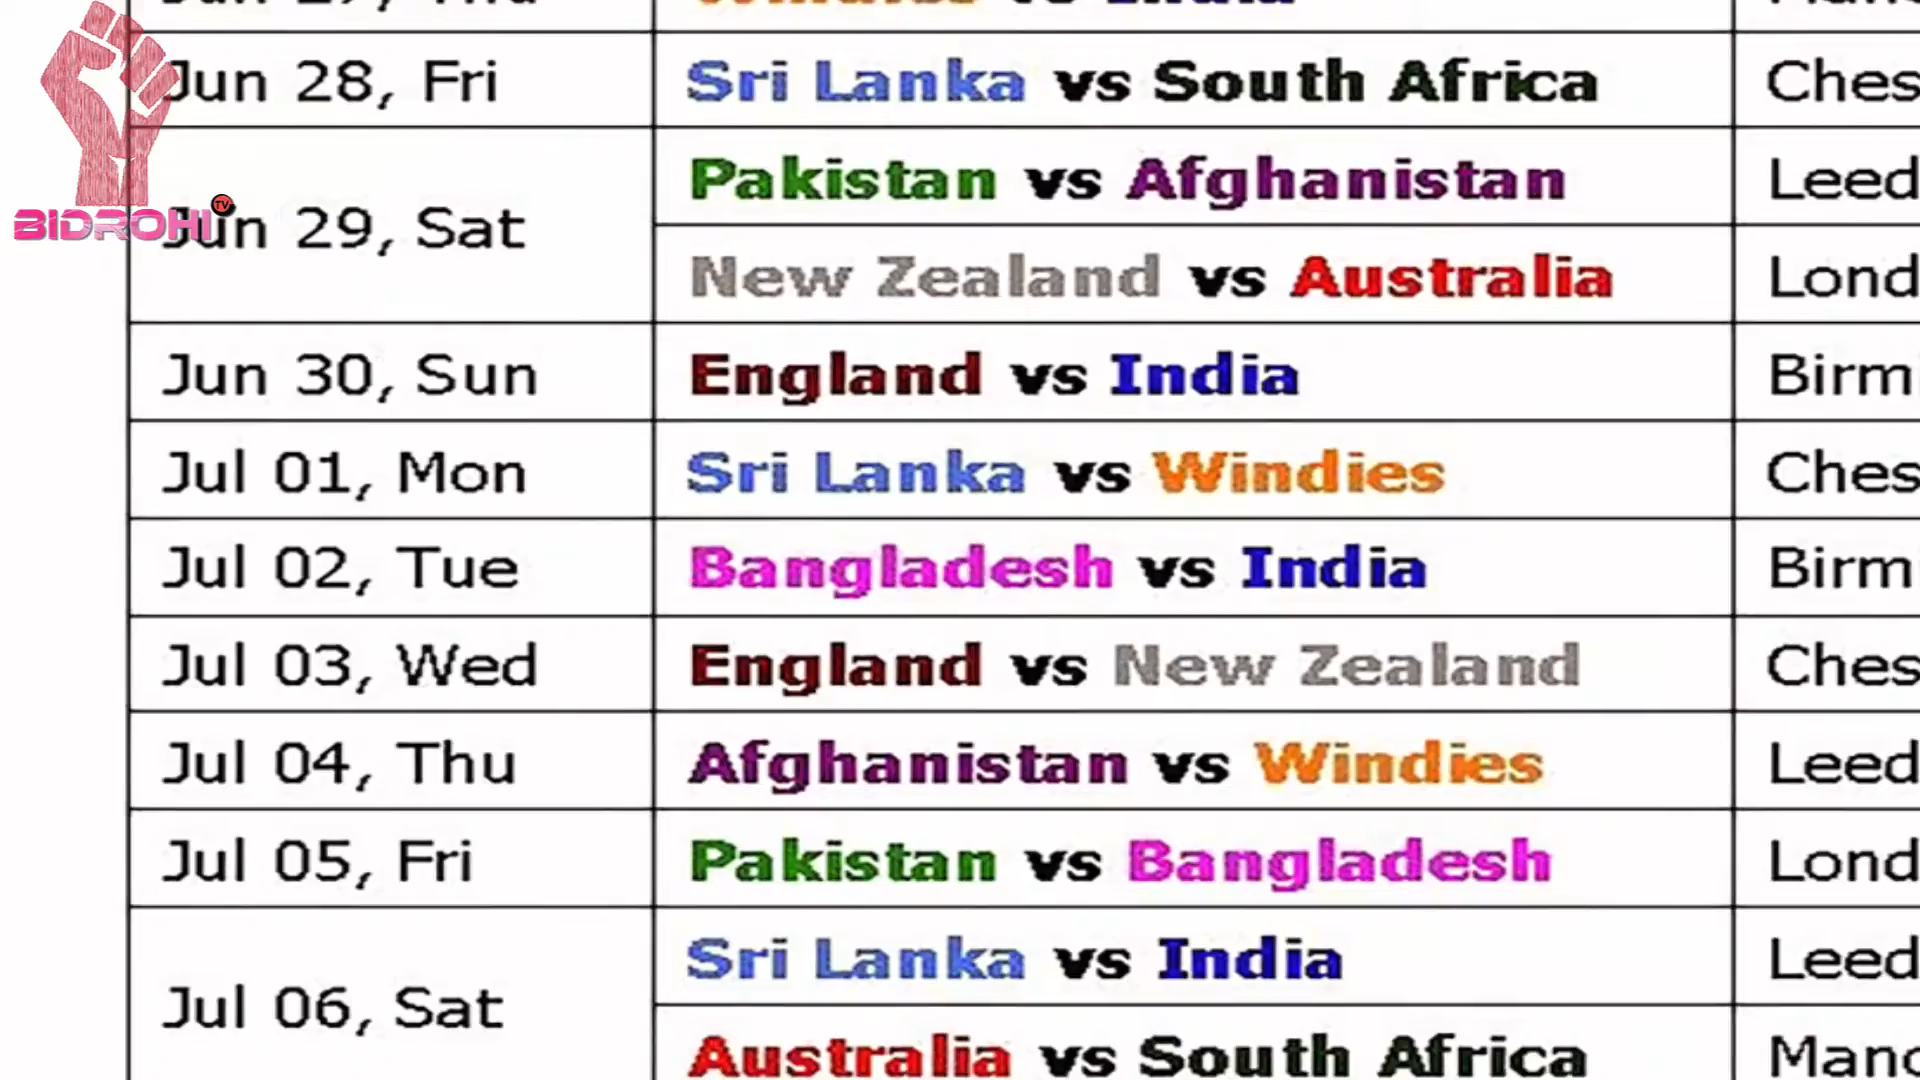 vs India
Jun 28, Fri Sri Lanka vs South Africa Ches
Jun 29, Sat Pakistan vs Afghanistan Leed
New Zealand vs Australia Lond
Jun 30, Sun England vs India Birmi
Jul 01, Mon Sri Lanka vs Windies Ches
Jul 02, Tue Bangladesh vs India Birmi
Jul 03, Wed England vs New Zealand Ches
Jul 04, Thu Afghanistan vs Windies Leed
Jul 05, Fri Pakistan vs Bangladesh Lond
Jul 06, Sat Sri Lanka vs India Leed
Australia vs South Africa Manc
BIDROHI TV